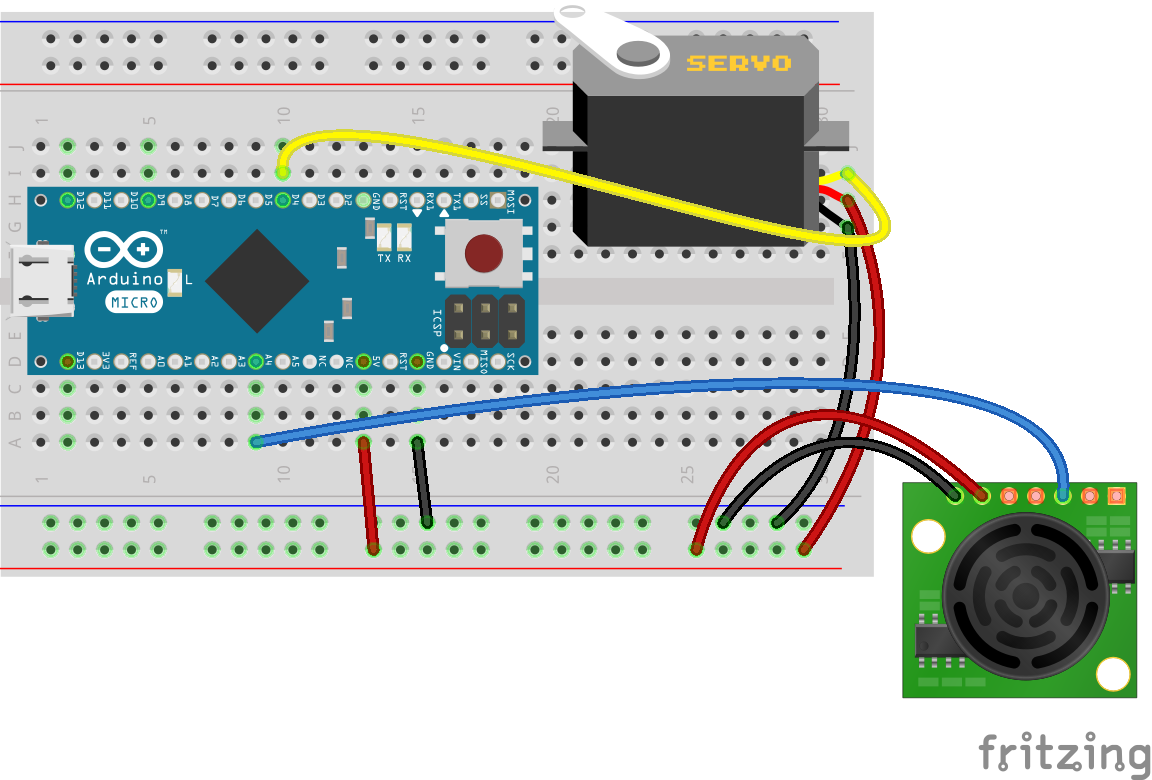 SERVO
1 5 10 15 20 30
J
I
H
G
D12 D11 D10 D9 D8 D7 D6 D5 D4 D3 D2 GND RST RX1 TX1 SS MOSI
TM
Arduino
MICRO
L
TX RX
ICSP
E
D13 3V3 REF A0 A1 A2 A3 A4 A5 NC NC 5V RST GND VIN MISO SCK
D
C
B
A
1 5 10 20 25
fritzing